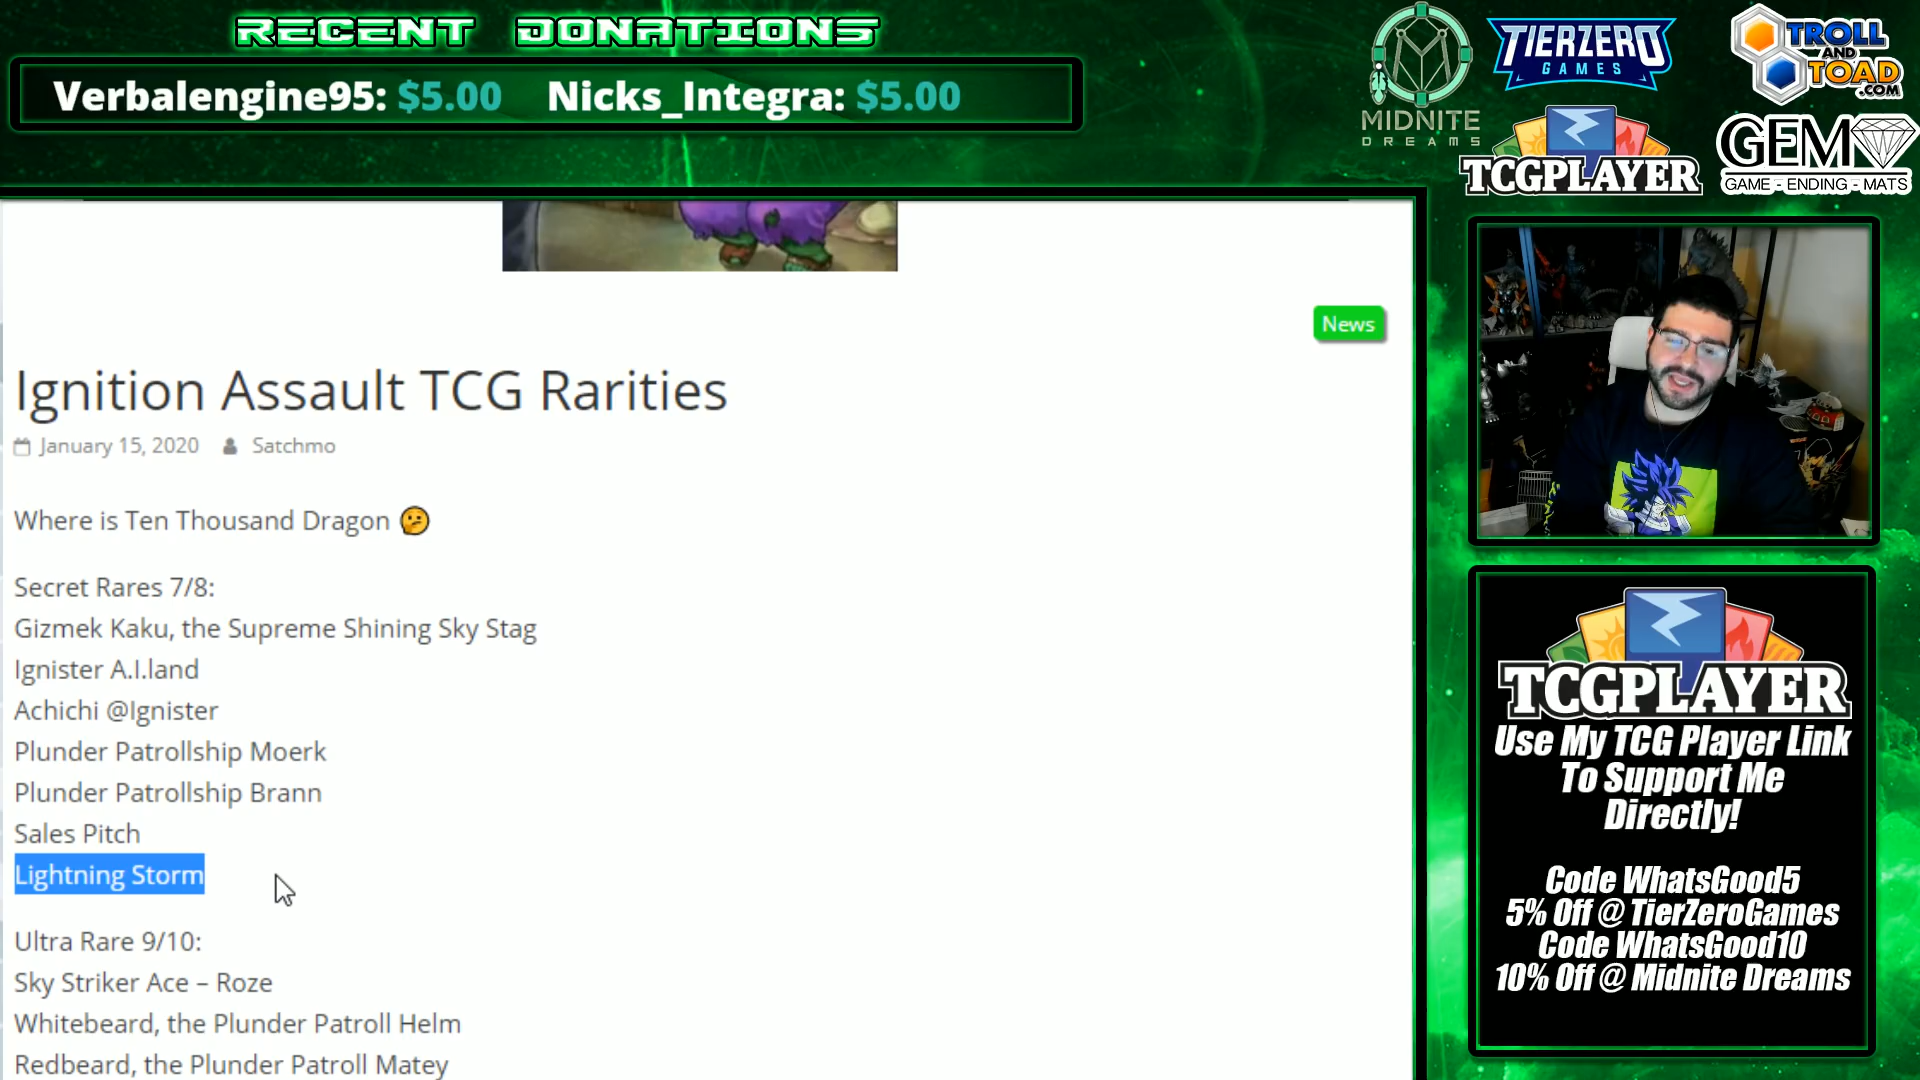 RECENT DONATIONS
Verbalengine95: $5.00 Nicks_Integra: $5.00
MIDNITE
DREAMS
TIERZERO
GAMES
TROLL
AND
TOAD
.COM
TCGPLAYER
GEM
GAME-ENDING-MATS
News
Ignition Assault TCG Rarities
January 15, 2020 Satchmo
Where is Ten Thousand Dragon 🤔
Secret Rares 7/8:
Gizmek Kaku, the Supreme Shining Sky Stag
Ignister A.I.land
Achichi @Ignister
Plunder Patrollship Moerk
Plunder Patrollship Brann
Sales Pitch
Lightning Storm
Ultra Rare 9/10:
Sky Striker Ace – Roze
Whitebeard, the Plunder Patroll Helm
Redbeard, the Plunder Patroll Matey
TCGPLAYER
Use My TCG Player Link
To Support Me
Directly!
Code WhatsGood5
5% Off @ TierZeroGames
Code WhatsGood10
10% Off @ Midnite Dreams